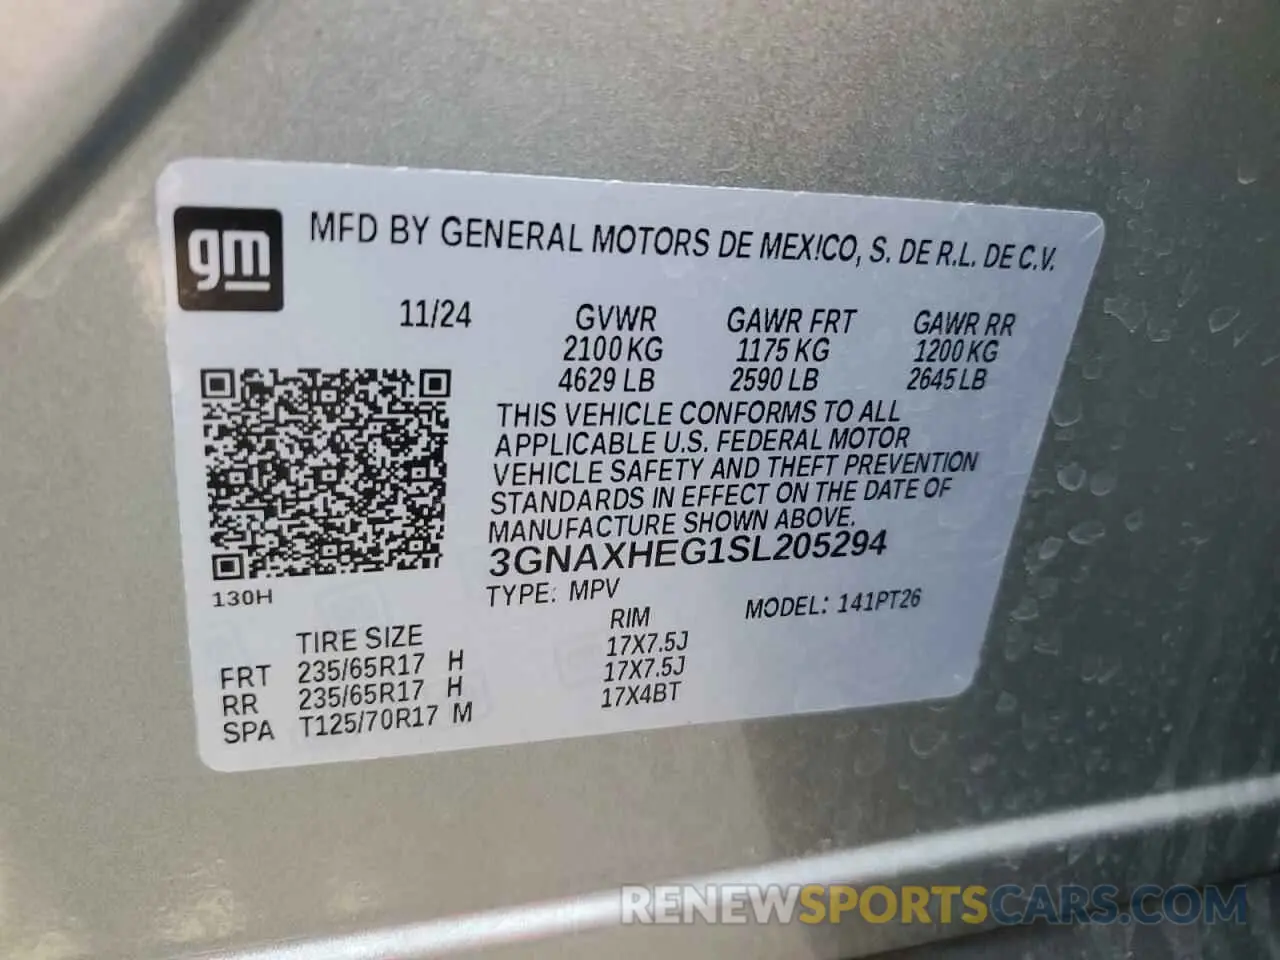 gm
MFD BY GENERAL MOTORS DE MEXICO, S. DE R.L. DE C.V.
11/24 GVWR GAWR FRT GAWR RR
2100 KG 1175 KG 1200 KG
4629 LB 2590 LB 2645 LB
THIS VEHICLE CONFORMS TO ALL
APPLICABLE U.S. FEDERAL MOTOR
VEHICLE SAFETY AND THEFT PREVENTION
STANDARDS IN EFFECT ON THE DATE OF
MANUFACTURE SHOWN ABOVE.
3GNAXHEG1SL205294
130H
TYPE: MPV MODEL: 141PT26
TIRE SIZE RIM
FRT 235/65R17 H 17X7.5J
RR 235/65R17 H 17X7.5J
SPA T125/70R17 M 17X4BT
RENEWSPORTSCARS.COM